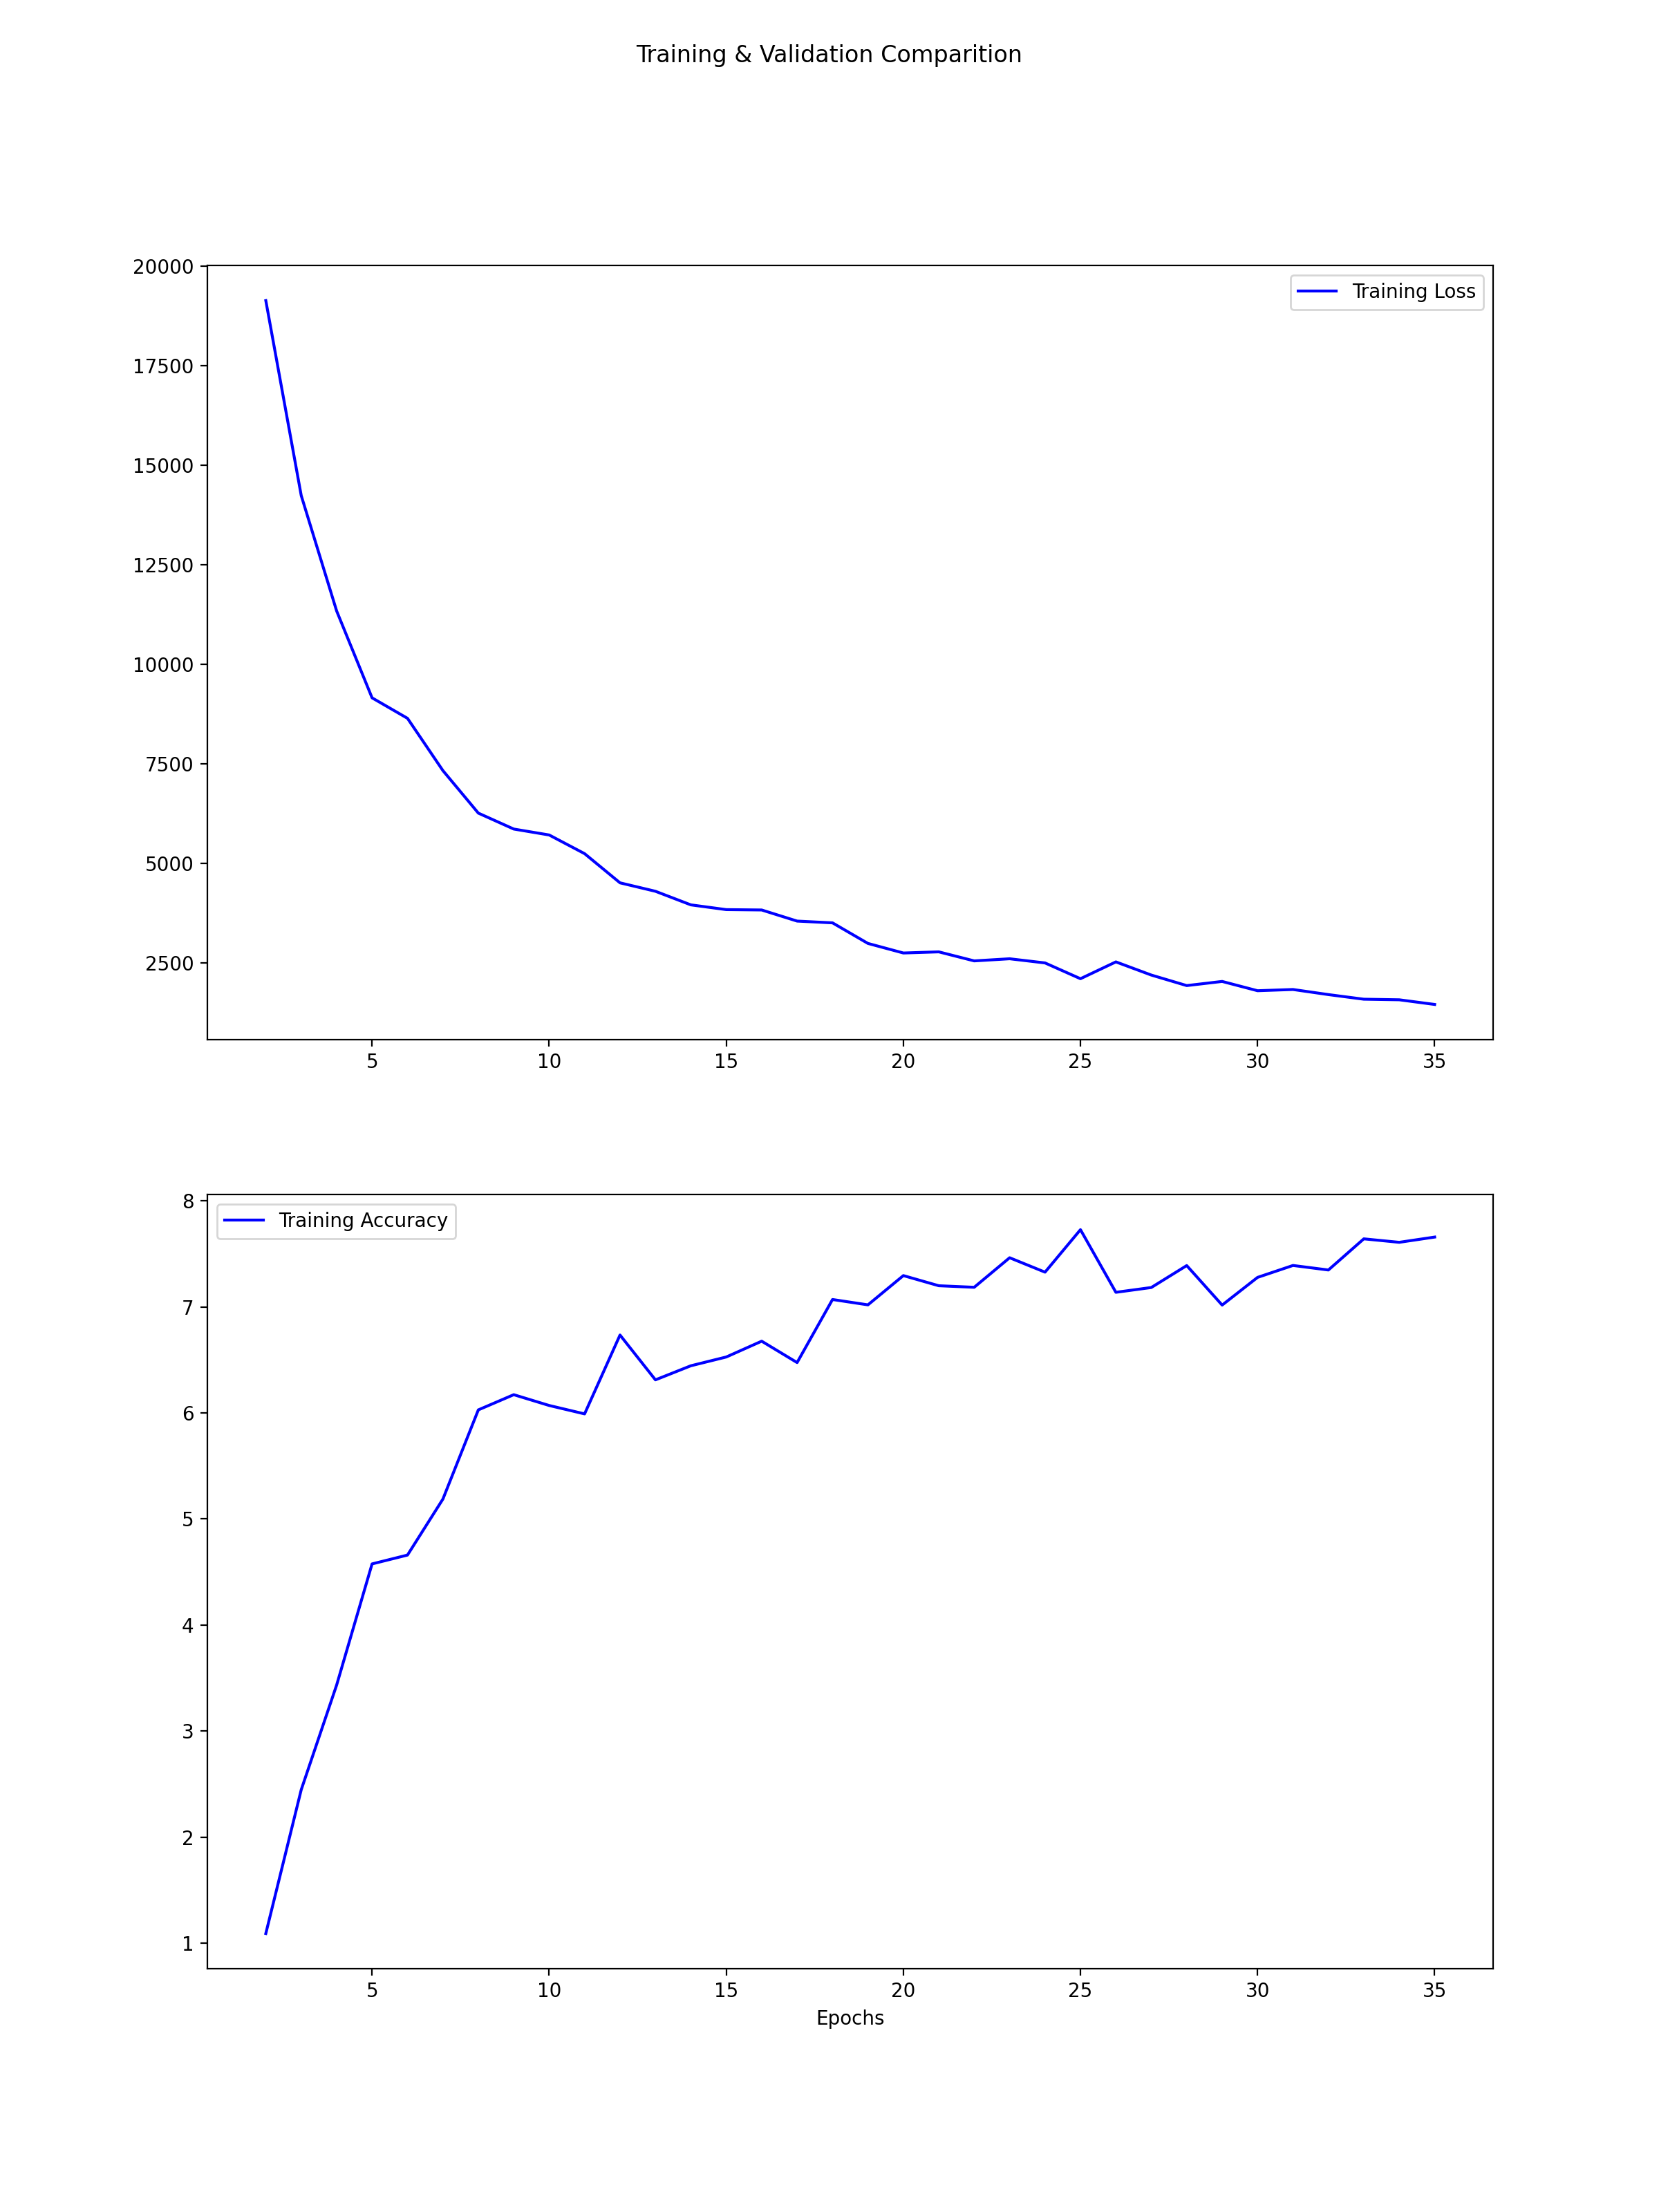 Training & Validation Comparition
20000
17500
15000
12500
10000
7500
5000
2500
Training Loss
5 10 15 20 25 30 35
8
7
6
5
4
3
2
1
Training Accuracy
5 10 15 20 25 30 35
Epochs